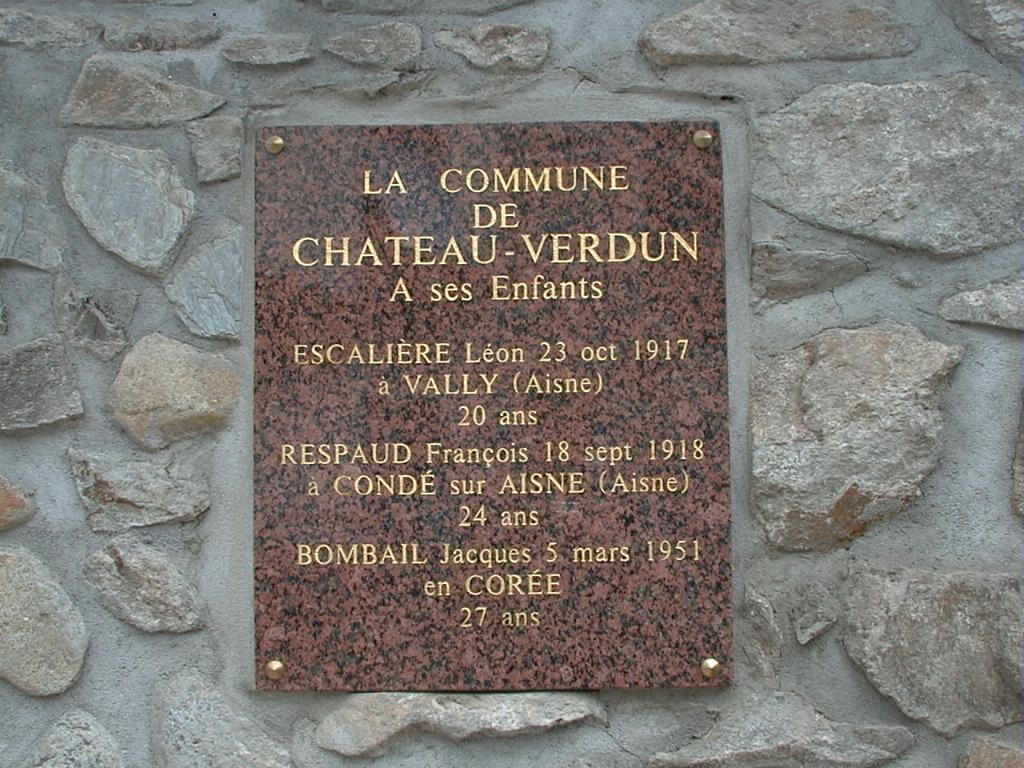 LA COMMUNE
DE
CHATEAU-VERDUN
A ses Enfants
ESCALIÈRE Léon 23 oct 1917
à VALLY (Aisne)
20 ans
RESPAUD François 18 sept 1918
à CONDÉ sur AISNE (Aisne)
24 ans
BOMBAIL Jacques 5 mars 1951
en CORÉE
27 ans